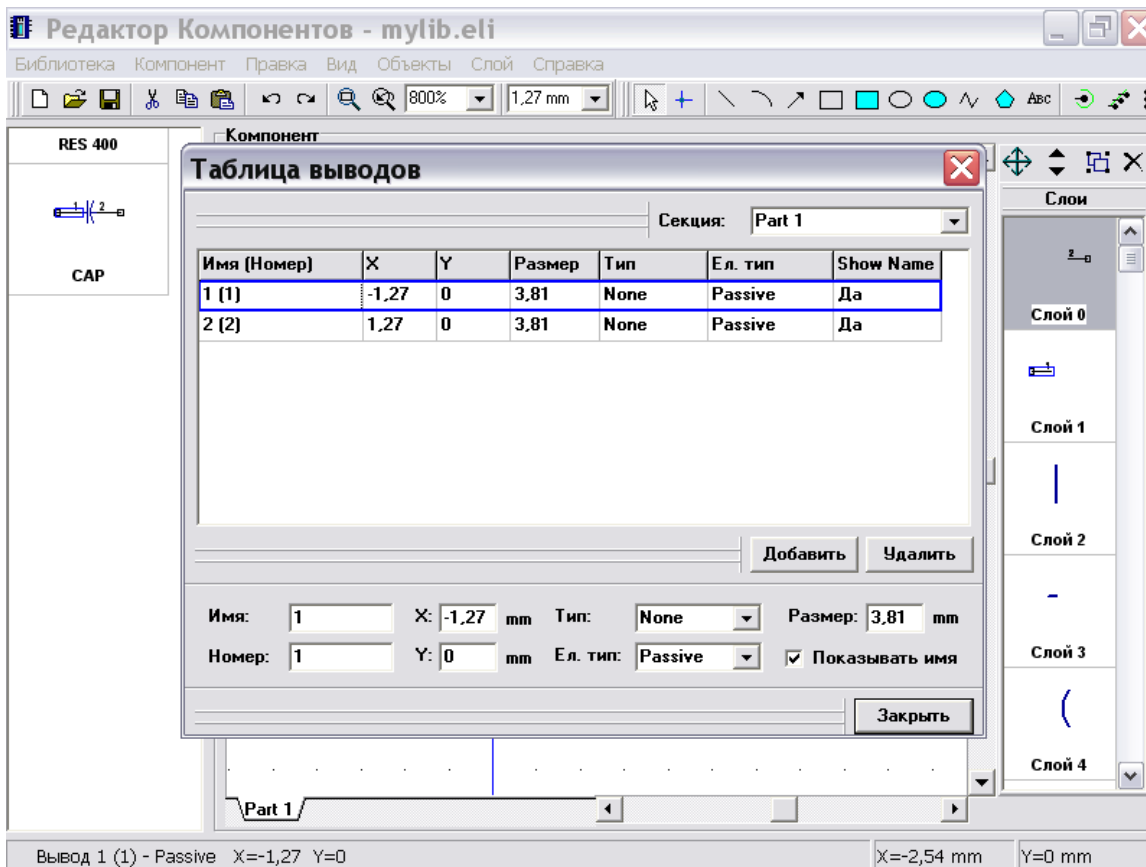 Редактор Компонентов - mylib.eli
Библиотека Компонент Правка Вид Объекты Слой Справка
800% 1,27 mm ABC
RES 400
1 2
CAP
Компонент
Таблица выводов
Секция: Part 1
Имя (Номер) X Y Размер Тип Ел. тип Show Name
1 (1) -1,27 0 3,81 None Passive Да
2 (2) 1,27 0 3,81 None Passive Да
Добавить Удалить
Имя: 1 X: -1,27 mm Тип: None Размер: 3,81 mm
Номер: 1 Y: 0 mm Ел. тип: Passive Показывать имя
Закрыть
Слои
2
Слой 0
1
Слой 1
Слой 2
Слой 3
Слой 4
Part 1
Вывод 1 (1) - Passive X=-1,27 Y=0 X=-2,54 mm Y=0 mm